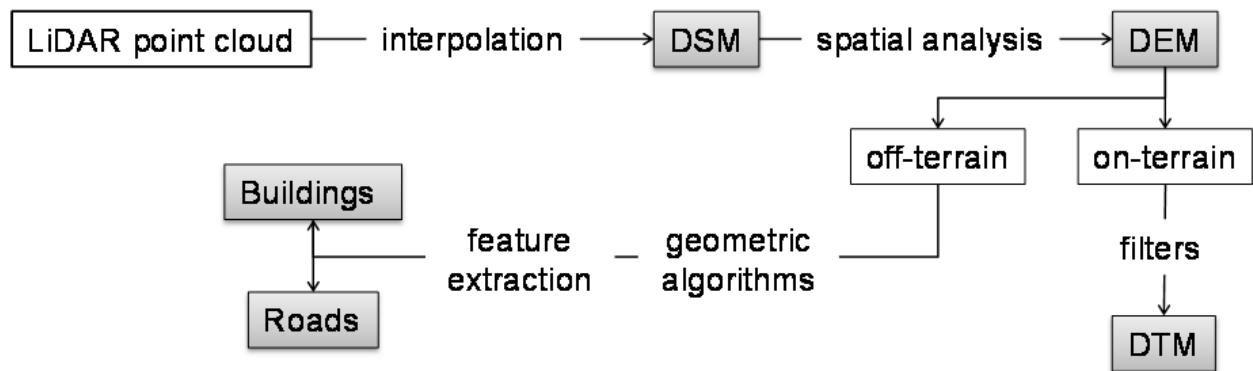 LiDAR point cloud
interpolation
DSM
spatial analysis
DEM
off-terrain
on-terrain
Buildings
feature
extraction
geometric
algorithms
filters
Roads
DTM